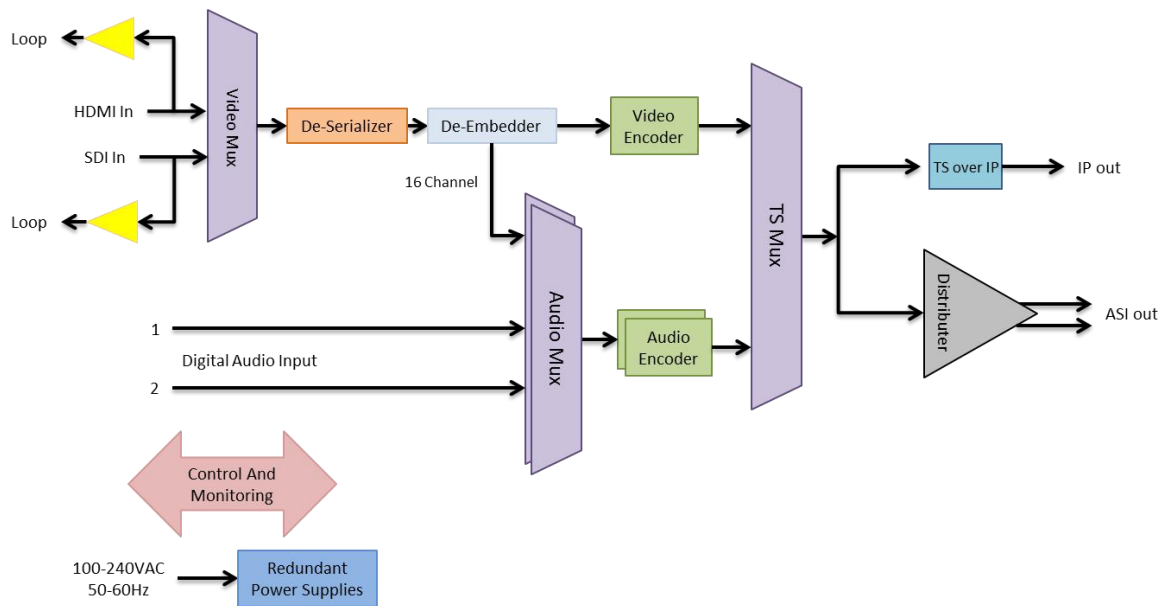 Loop
HDMI In
SDI In
Loop
Video Mux
De-Serializer
De-Embedder
16 Channel
Video
Encoder
1
Digital Audio Input
2
Audio Mux
Audio
Encoder
TS Mux
TS over IP
IP out
Distributer
ASI out
Control And
Monitoring
100-240VAC
50-60Hz
Redundant
Power Supplies